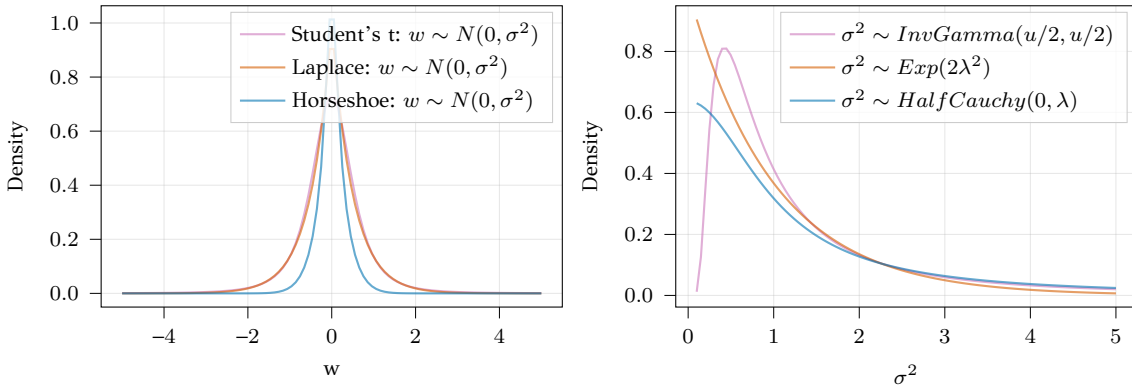 1.0
0.8
0.6
0.4
0.2
0.0
Density
−4 −2 0 2 4
w
Student's t: w ∼ N(0, σ²)
Laplace: w ∼ N(0, σ²)
Horseshoe: w ∼ N(0, σ²)
0.8
0.6
0.4
0.2
0.0
Density
0 1 2 3 4 5
σ²
σ² ∼ InvGamma(u/2, u/2)
σ² ∼ Exp(2λ²)
σ² ∼ HalfCauchy(0, λ)